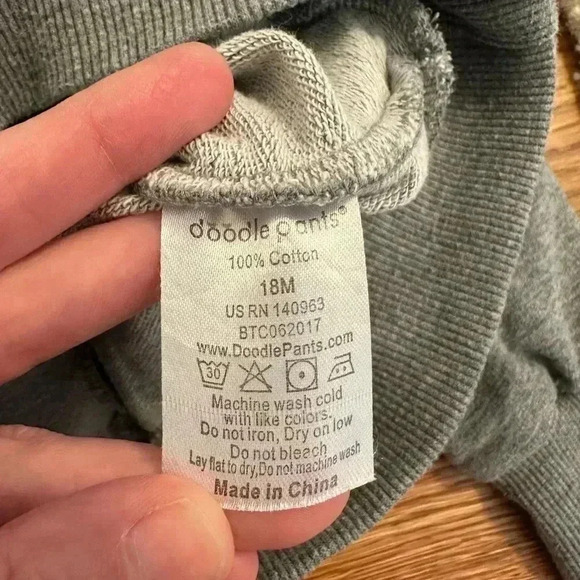 doodle pants®
100% Cotton
18M
US RN 140963
BTC062017
www.DoodlePants.com
30
Machine wash cold
with like colors.
Do not iron, Dry on low
Do not bleach
Lay flat to dry,Do not machine wash
Made in China